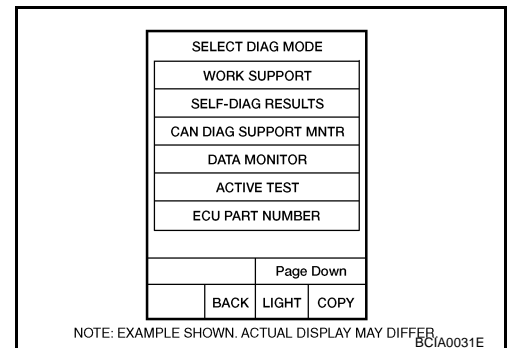 SELECT DIAG MODE
WORK SUPPORT
SELF-DIAG RESULTS
CAN DIAG SUPPORT MNTR
DATA MONITOR
ACTIVE TEST
ECU PART NUMBER
Page Down
BACK LIGHT COPY
NOTE: EXAMPLE SHOWN. ACTUAL DISPLAY MAY DIFFER.
BCIA0031E